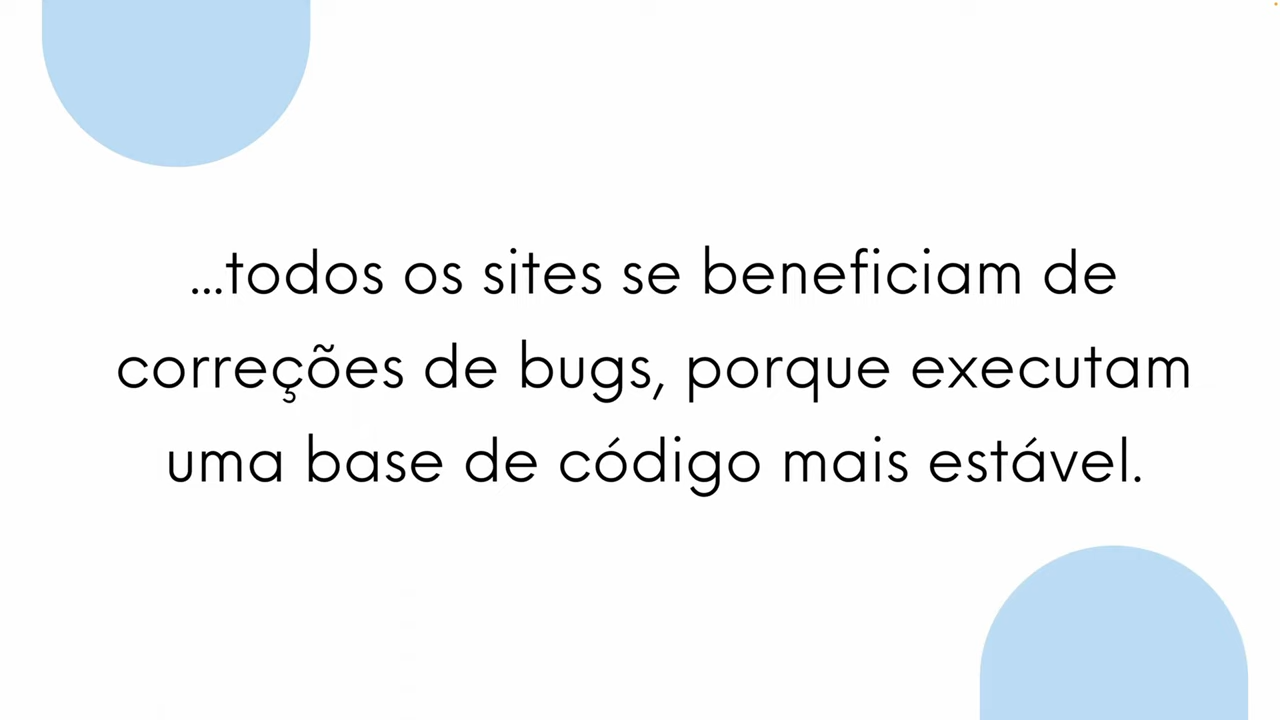 ...todos os sites se beneficiam de
correções de bugs, porque executam
uma base de código mais estável.